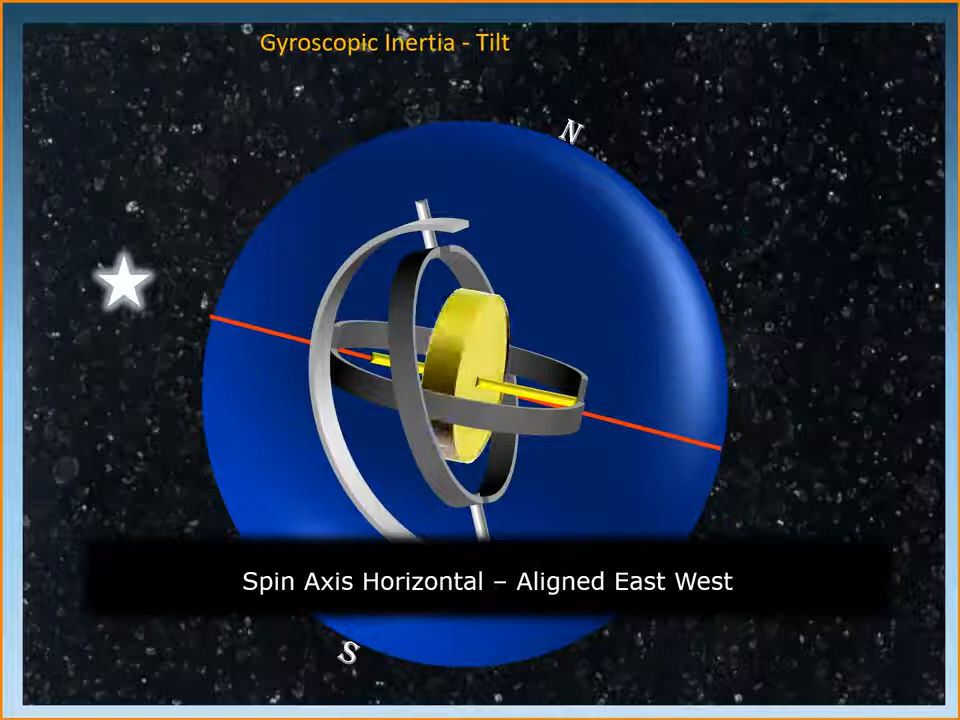 Gyroscopic Inertia - Tilt
N
Spin Axis Horizontal – Aligned East West
S